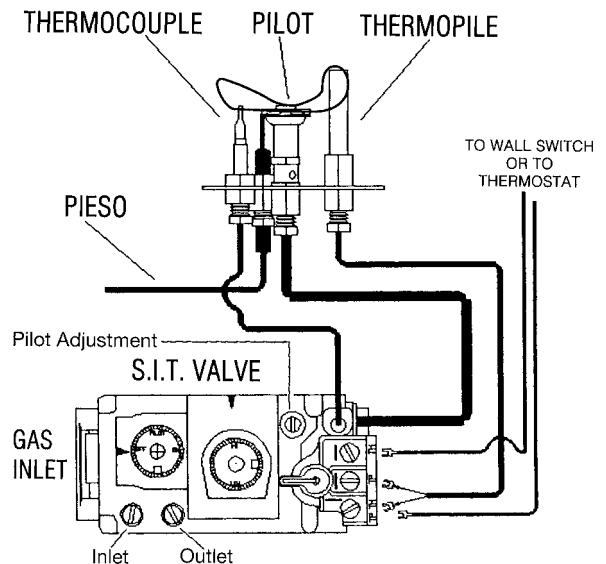 THERMOCOUPLE PILOT THERMOPILE
TO WALL SWITCH
OR TO
THERMOSTAT
PIESO
Pilot Adjustment
S.I.T. VALVE
GAS
INLET
Inlet Outlet